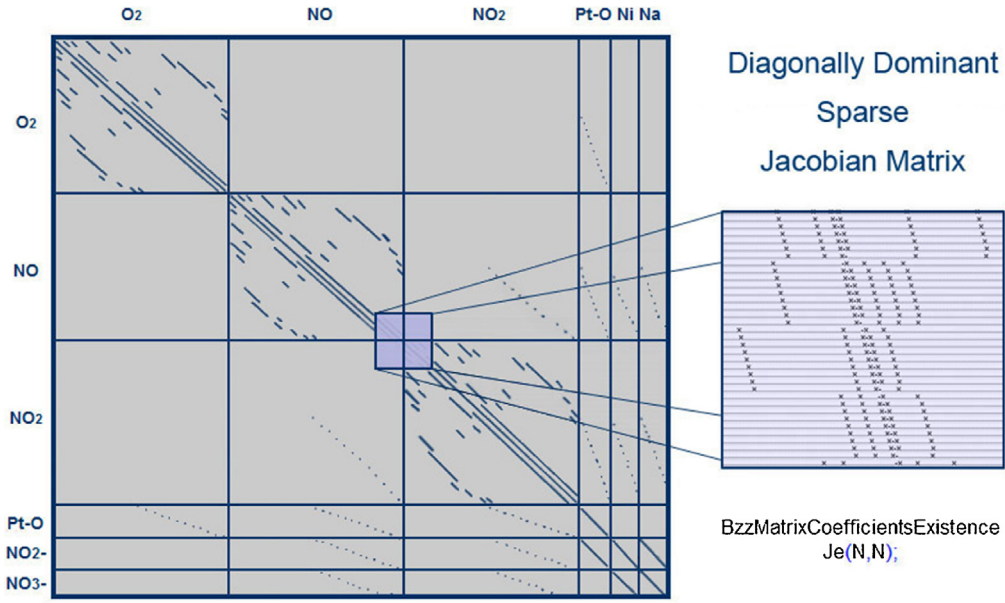 O2 NO NO2 Pt-O Ni Na
O2
NO
NO2
Pt-O
NO2-
NO3-
Diagonally Dominant
Sparse
Jacobian Matrix
BzzMatrixCoefficientsExistence
Je(N,N);